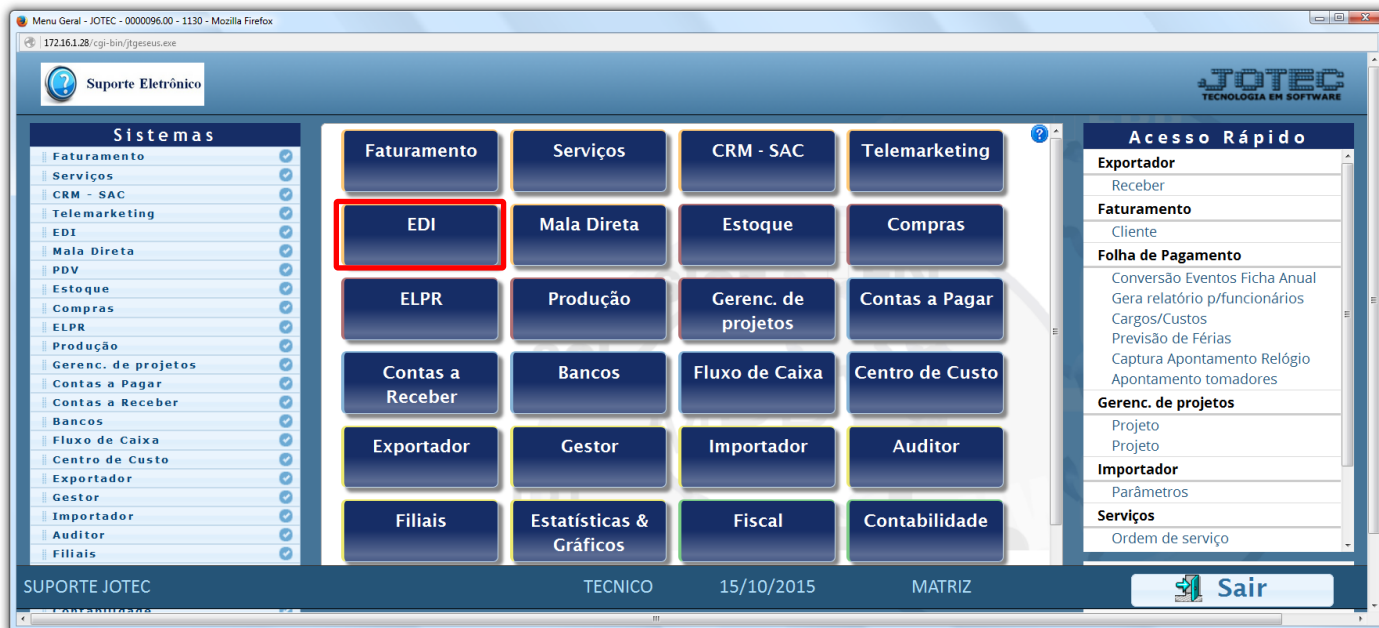 Menu Geral - JOTEC - 0000096.00 - 1130 - Mozilla Firefox
172.16.1.28/cgi-bin/jtgeseus.exe
Suporte Eletrônico
JOTEC
TECNOLOGIA EM SOFTWARE
Sistemas
Faturamento
Serviços
CRM - SAC
Telemarketing
EDI
Mala Direta
PDV
Estoque
Compras
ELPR
Produção
Gerenc. de projetos
Contas a Pagar
Contas a Receber
Bancos
Fluxo de Caixa
Centro de Custo
Exportador
Gestor
Importador
Auditor
Filiais
Contabilidade
Faturamento
Serviços
CRM - SAC
Telemarketing
EDI
Mala Direta
Estoque
Compras
ELPR
Produção
Gerenc. de
projetos
Contas a Pagar
Contas a
Receber
Bancos
Fluxo de Caixa
Centro de Custo
Exportador
Gestor
Importador
Auditor
Filiais
Estatísticas &
Gráficos
Fiscal
Contabilidade
Acesso Rápido
Exportador
Receber
Faturamento
Cliente
Folha de Pagamento
Conversão Eventos Ficha Anual
Gera relatório p/funcionários
Cargos/Custos
Previsão de Férias
Captura Apontamento Relógio
Apontamento tomadores
Gerenc. de projetos
Projeto
Projeto
Importador
Parâmetros
Serviços
Ordem de serviço
SUPORTE JOTEC
TECNICO
15/10/2015
MATRIZ
Sair